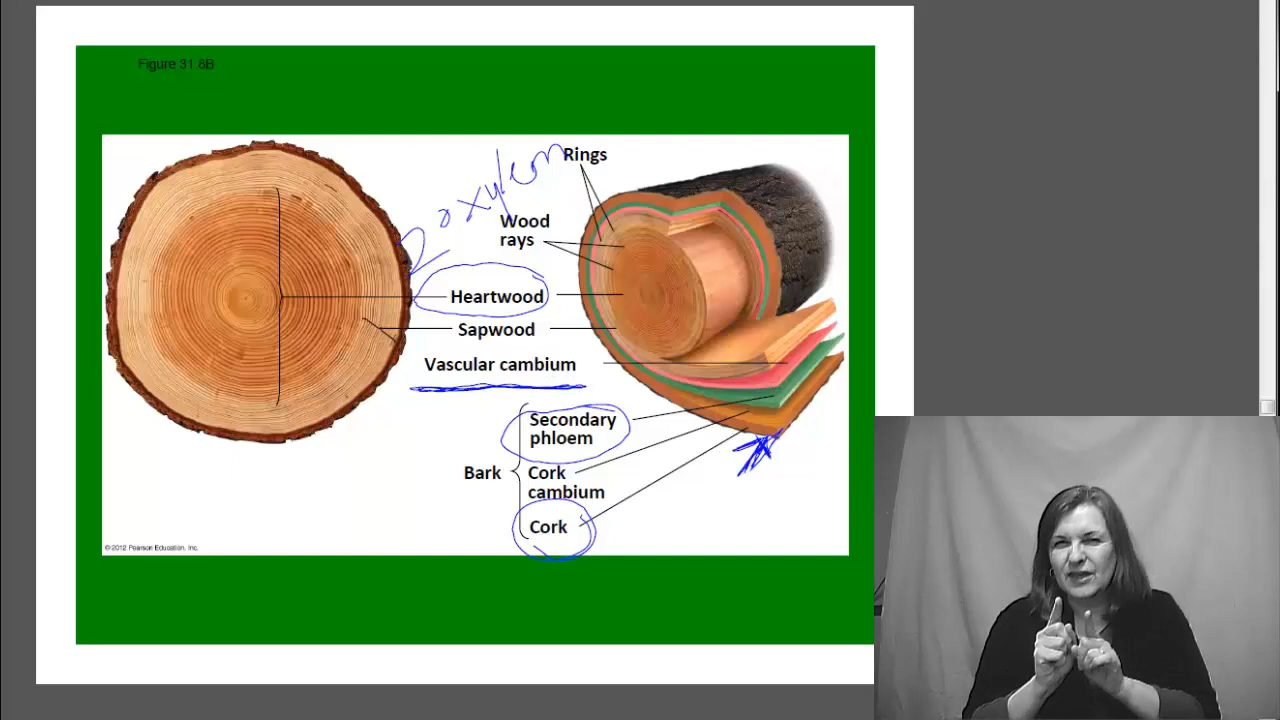 Figure 31.8B
Rings
2° xylem
Wood
rays
Heartwood
Sapwood
Vascular cambium
Secondary
phloem
Bark
Cork
cambium
Cork
© 2012 Pearson Education, Inc.